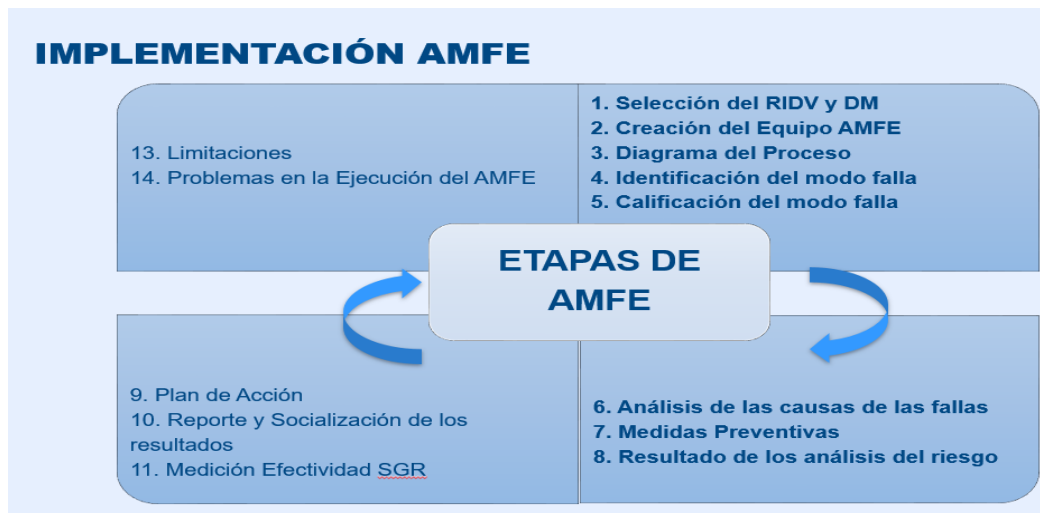 IMPLEMENTACIÓN AMFE
13. Limitaciones
14. Problemas en la Ejecución del AMFE
1. Selección del RIDV y DM
2. Creación del Equipo AMFE
3. Diagrama del Proceso
4. Identificación del modo falla
5. Calificación del modo falla
ETAPAS DE
AMFE
9. Plan de Acción
10. Reporte y Socialización de los
resultados
11. Medición Efectividad SGR
6. Análisis de las causas de las fallas
7. Medidas Preventivas
8. Resultado de los análisis del riesgo